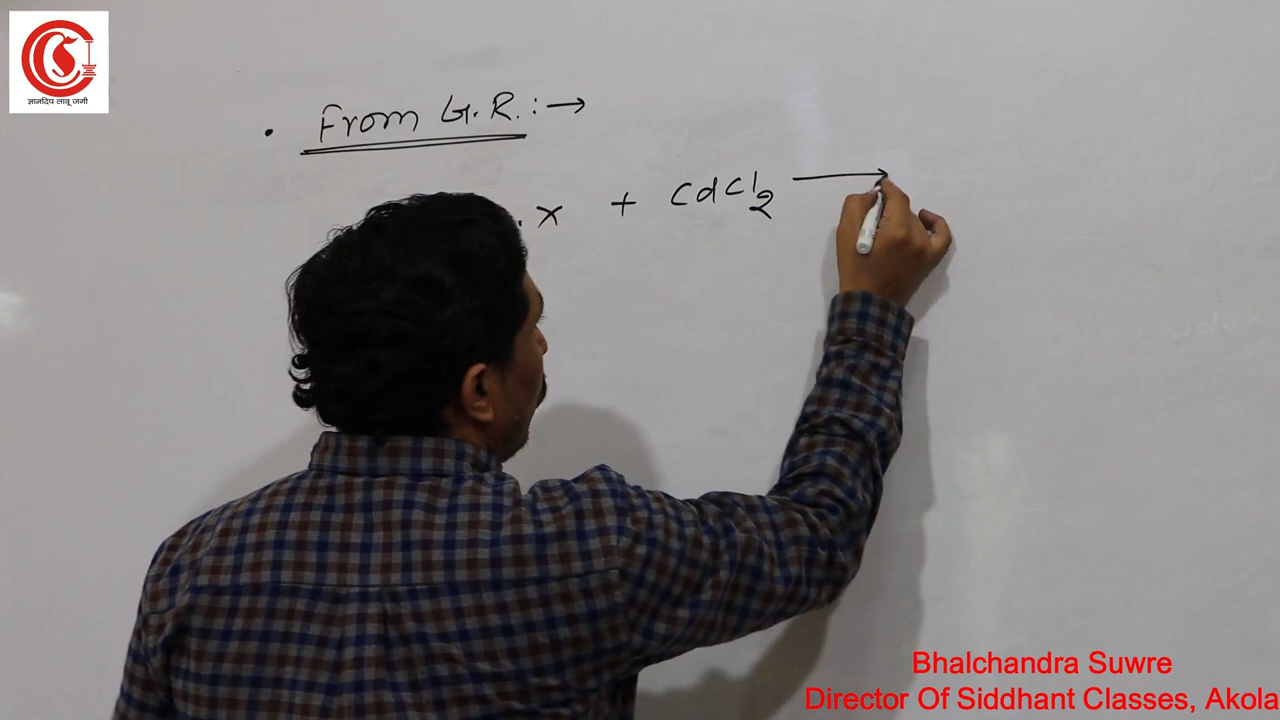 ज्ञानदिप लावू जगी
• From G.R. :→
. x + CdCl2 →
Bhalchandra Suwre
Director Of Siddhant Classes, Akola